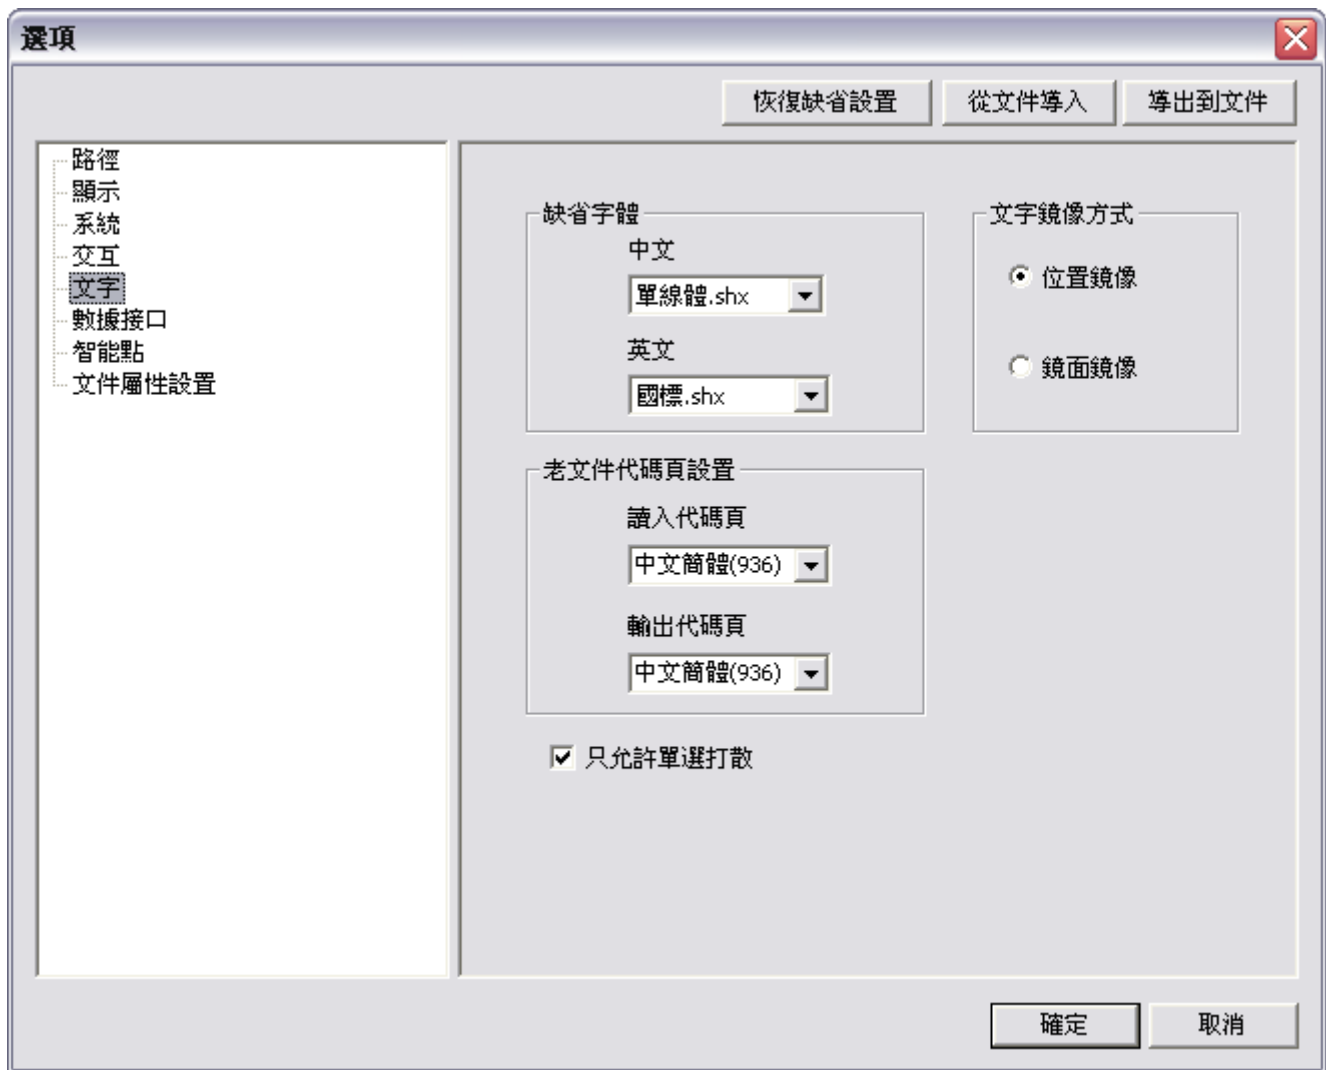 選項
恢復缺省設置 從文件導入 導出到文件
路徑
顯示
系統
交互
文字
數據接口
智能點
文件屬性設置
缺省字體
中文
單線體.shx
英文
國標.shx
文字鏡像方式
位置鏡像
鏡面鏡像
老文件代碼頁設置
讀入代碼頁
中文簡體(936)
輸出代碼頁
中文簡體(936)
只允許單選打散
確定 取消